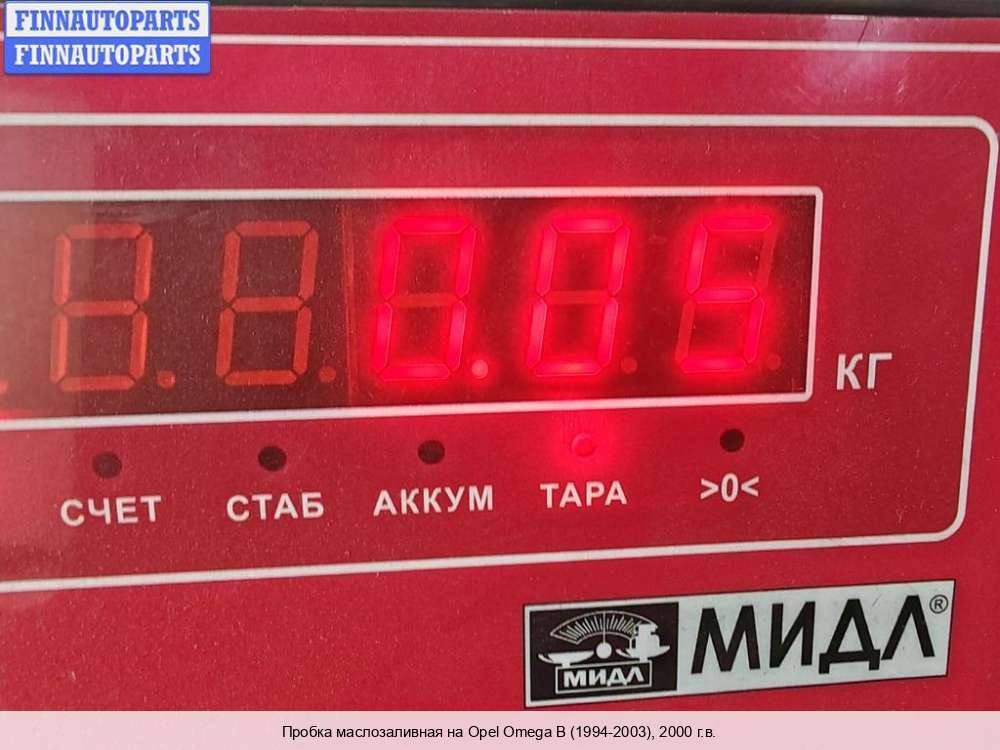 FINNAUTOPARTS
FINNAUTOPARTS
0.05
КГ
СЧЕТ СТАБ АККУМ ТАРА >0<
МИДЛ МИДЛ®
Пробка маслозаливная на Opel Omega B (1994-2003), 2000 г.в.